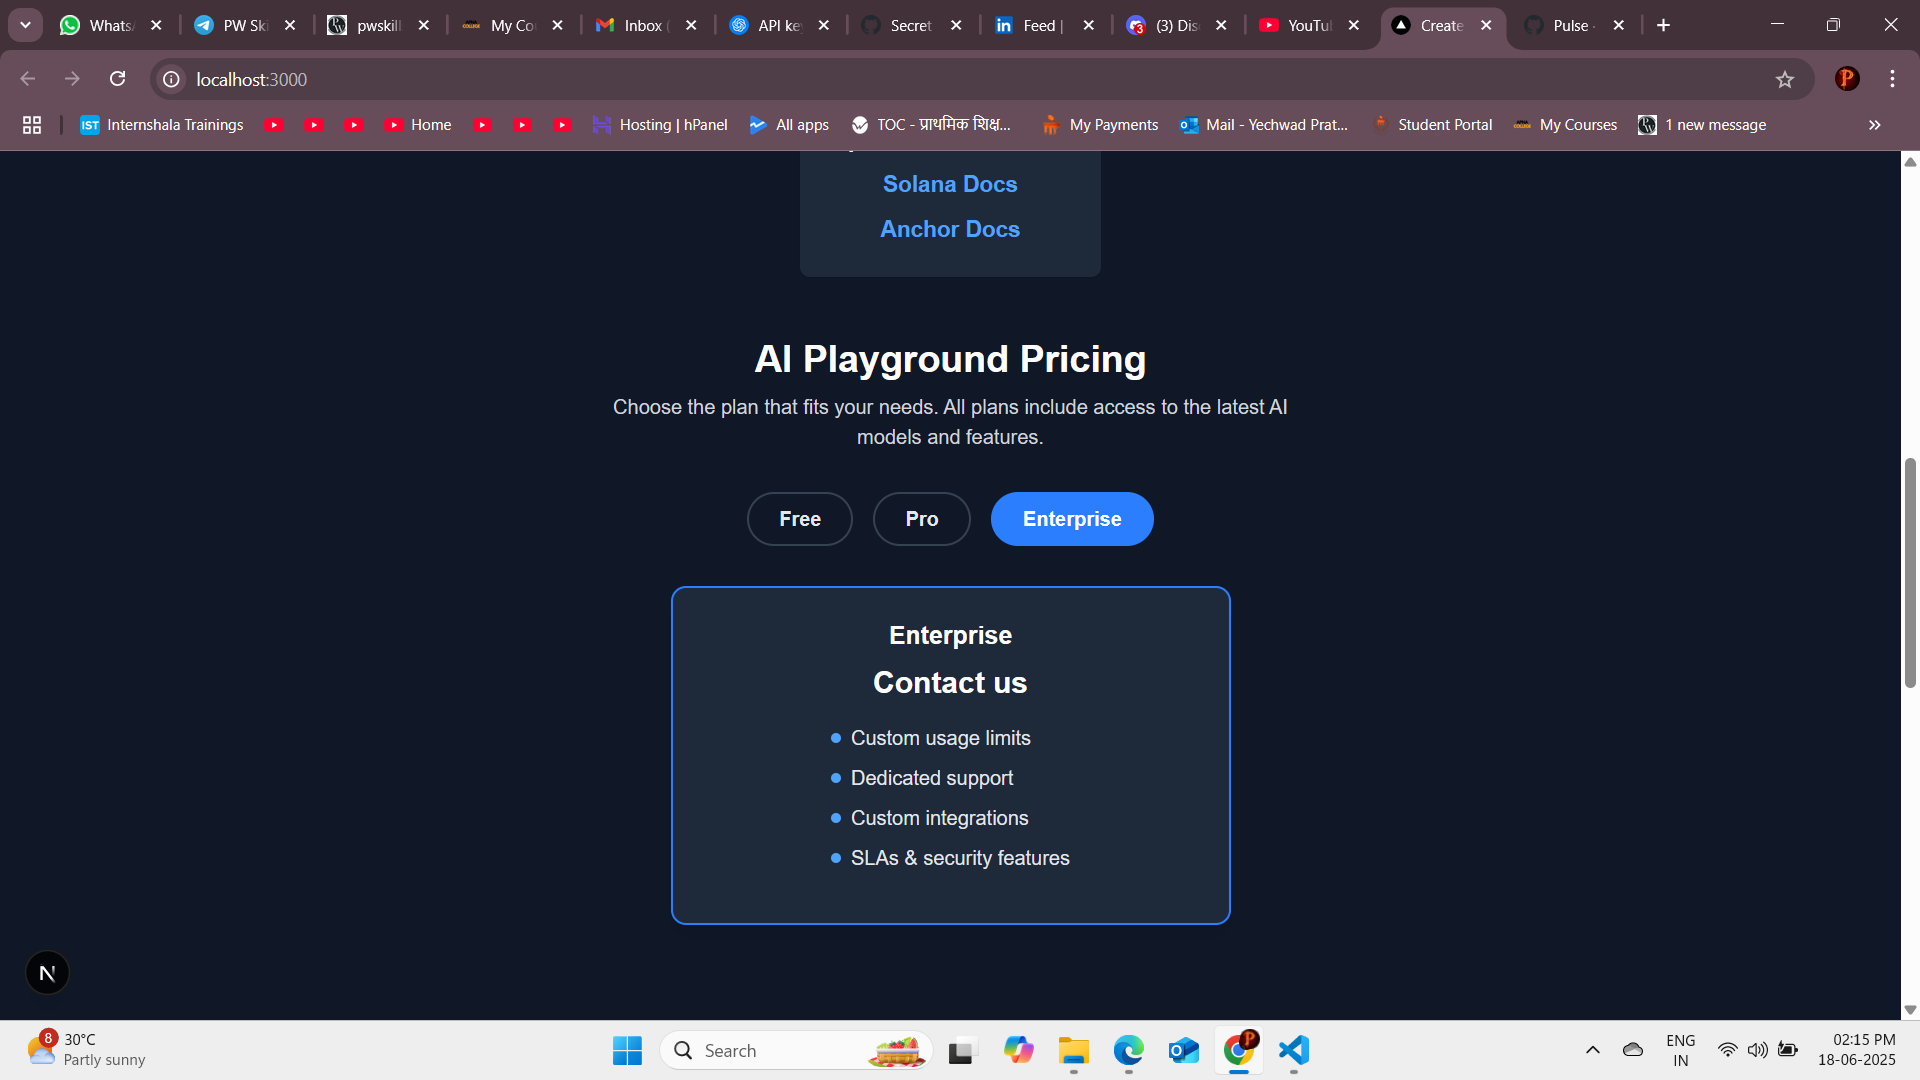 Whats
PW Ski
pwskill
My Co
Inbox (
API ke
Secret
Feed |
(3) Dis
YouTul
Create
Pulse
localhost:3000
Internshala Trainings
Home
Hosting | hPanel
All apps
TOC - प्राथमिक शिक्ष...
My Payments
Mail - Yechwad Prat...
Student Portal
My Courses
1 new message
Solana Docs
Anchor Docs
AI Playground Pricing
Choose the plan that fits your needs. All plans include access to the latest AI
models and features.
Free
Pro
Enterprise
Enterprise
Contact us
Custom usage limits
Dedicated support
Custom integrations
SLAs & security features
N
8
30°C
Partly sunny
Search
ENG
IN
02:15 PM
18-06-2025